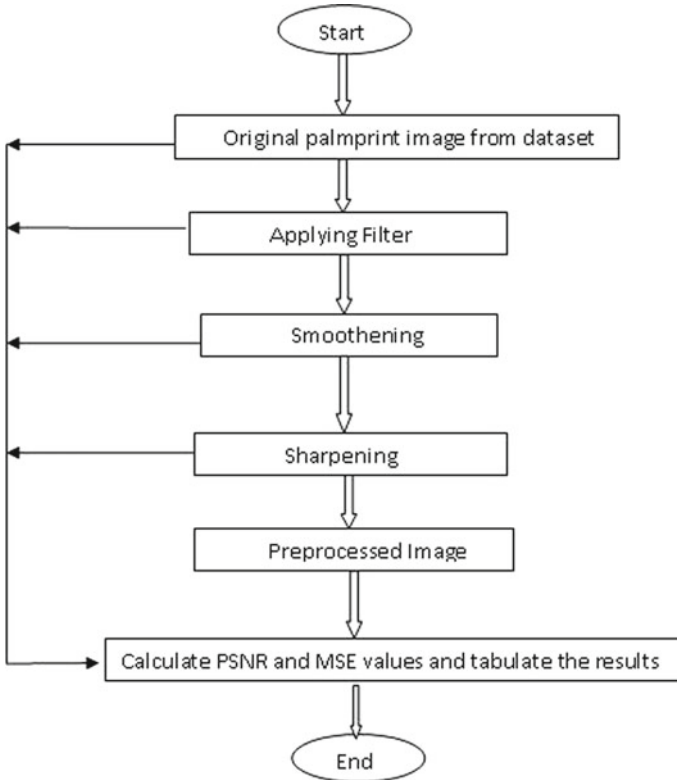 Start
Original palmprint image from dataset
Applying Filter
Smoothening
Sharpening
Preprocessed Image
Calculate PSNR and MSE values and tabulate the results
End